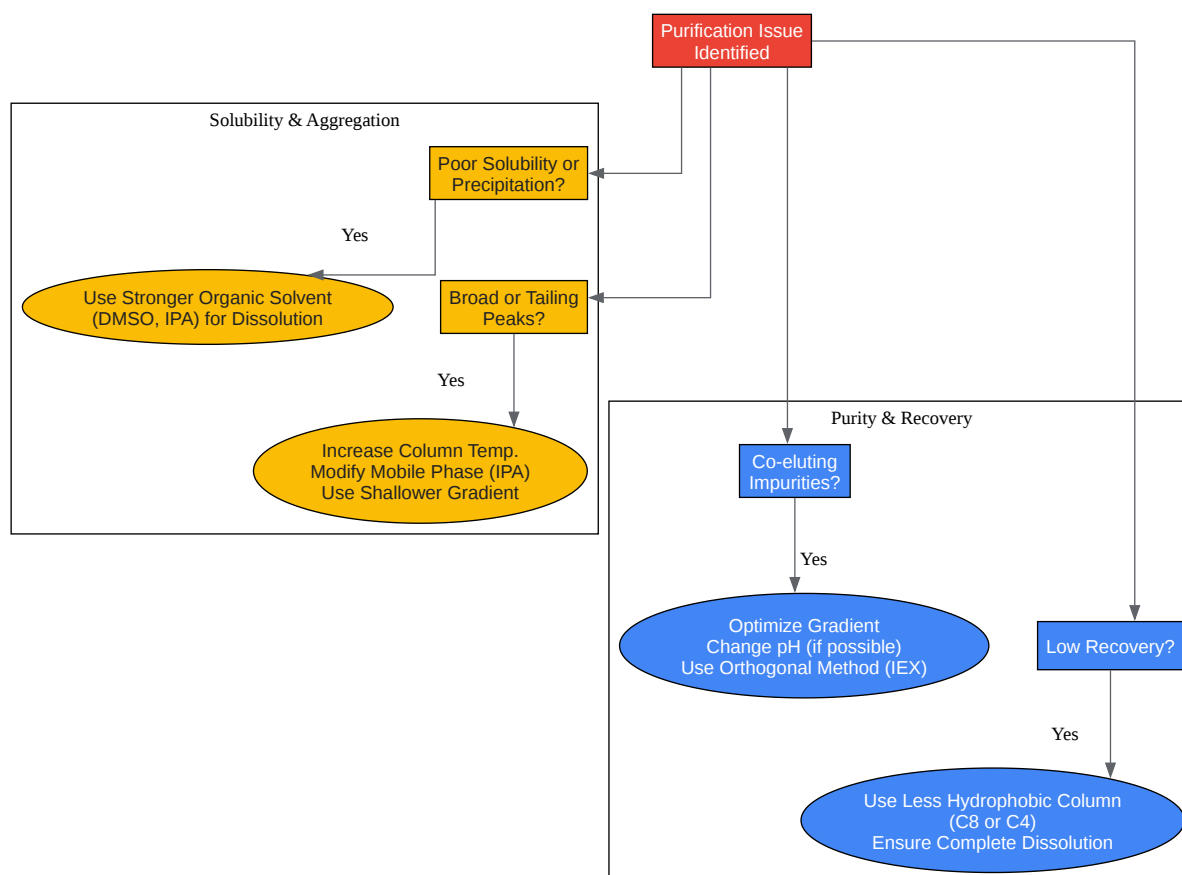 Purification Issue
Identified
Solubility & Aggregation
Poor Solubility or
Precipitation?
Yes
Use Stronger Organic Solvent
(DMSO, IPA) for Dissolution
Broad or Tailing
Peaks?
Yes
Increase Column Temp.
Modify Mobile Phase (IPA)
Use Shallower Gradient
Purity & Recovery
Co-eluting
Impurities?
Yes
Optimize Gradient
Change pH (if possible)
Use Orthogonal Method (IEX)
Low Recovery?
Yes
Use Less Hydrophobic Column
(C8 or C4)
Ensure Complete Dissolution